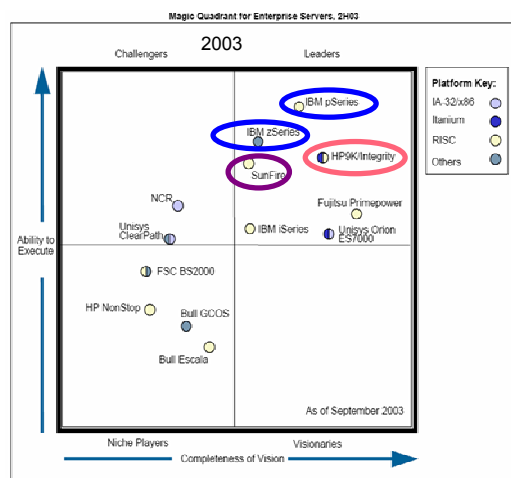 Magic Quadrant for Enterprise Servers, 2H03
2003
Challengers
Leaders
Platform Key:
IA-32/x86
Itanium
RISC
Others
IBM pSeries
IBM zSeries
HP9K/Integrity
SunFire
NCR
Fujitsu Primepower
Unisys
ClearPath
IBM iSeries
Unisys Orion
ES7000
Ability to
Execute
FSC BS2000
HP NonStop
Bull GCOS
Bull Escala
As of September 2003
Niche Players
Visionaries
Completeness of Vision